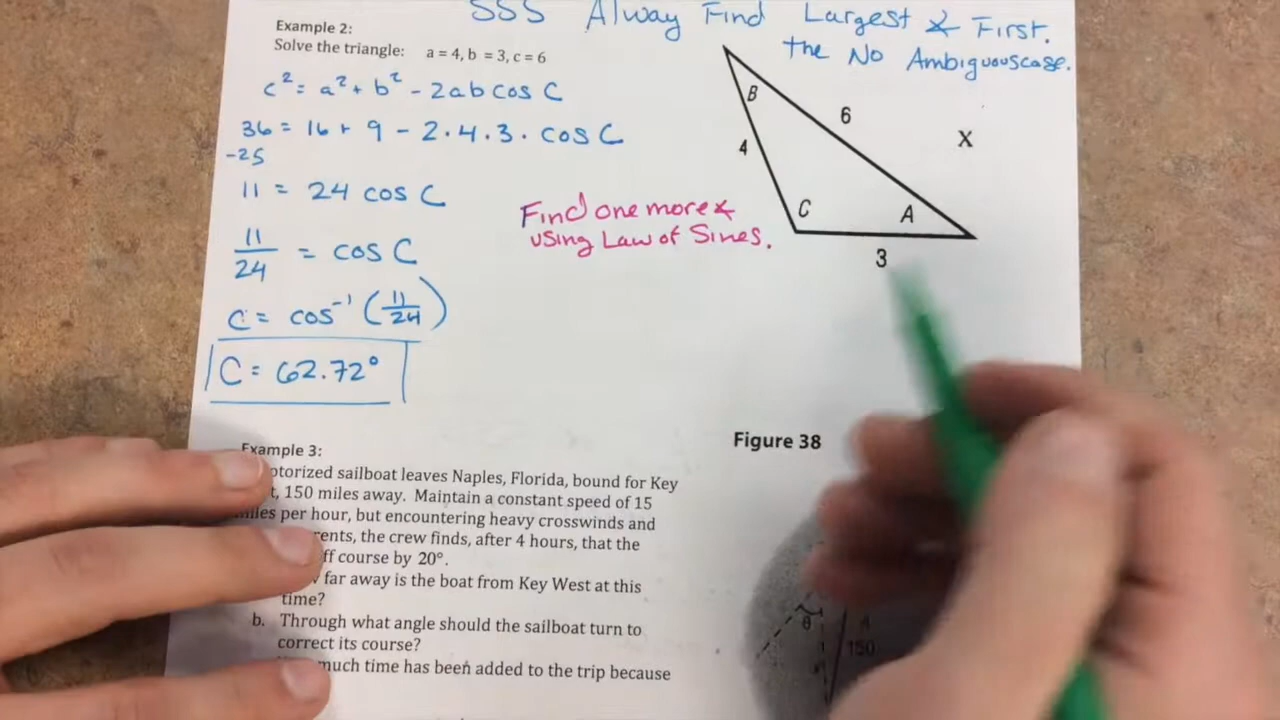 SSS Alway Find Largest ∡ First.
the No Ambiguouscase.
Example 2:
Solve the triangle: a = 4, b = 3, c = 6
c² = a² + b² - 2ab cos C
36 = 16 + 9 - 2·4·3· cos C
-25
11 = 24 cos C
11/24 = cos C
C = cos⁻¹ (11/24)
C = 62.72°
Find one more ∡
using Law of Sines.
B
6
X
4
C
A
3
Example 3:
otorized sailboat leaves Naples, Florida, bound for Key
t, 150 miles away. Maintain a constant speed of 15
miles per hour, but encountering heavy crosswinds and
rents, the crew finds, after 4 hours, that the
ff course by 20°.
far away is the boat from Key West at this
time?
b. Through what angle should the sailboat turn to
correct its course?
much time has been added to the trip because
Figure 38
θ
150